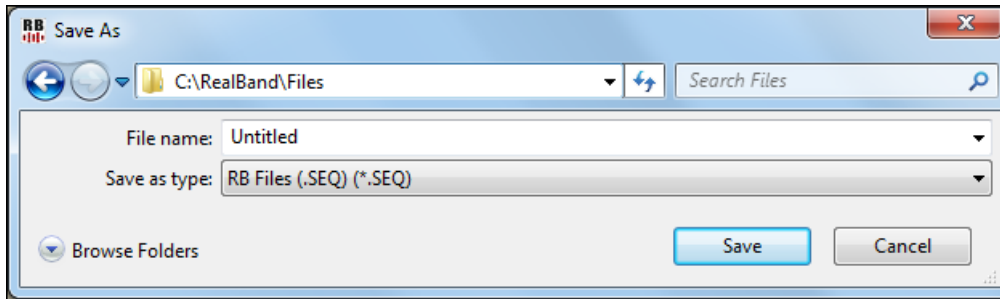 RB Save As
C:\RealBand\Files Search Files
File name: Untitled
Save as type: RB Files (.SEQ) (*.SEQ)
Browse Folders Save Cancel